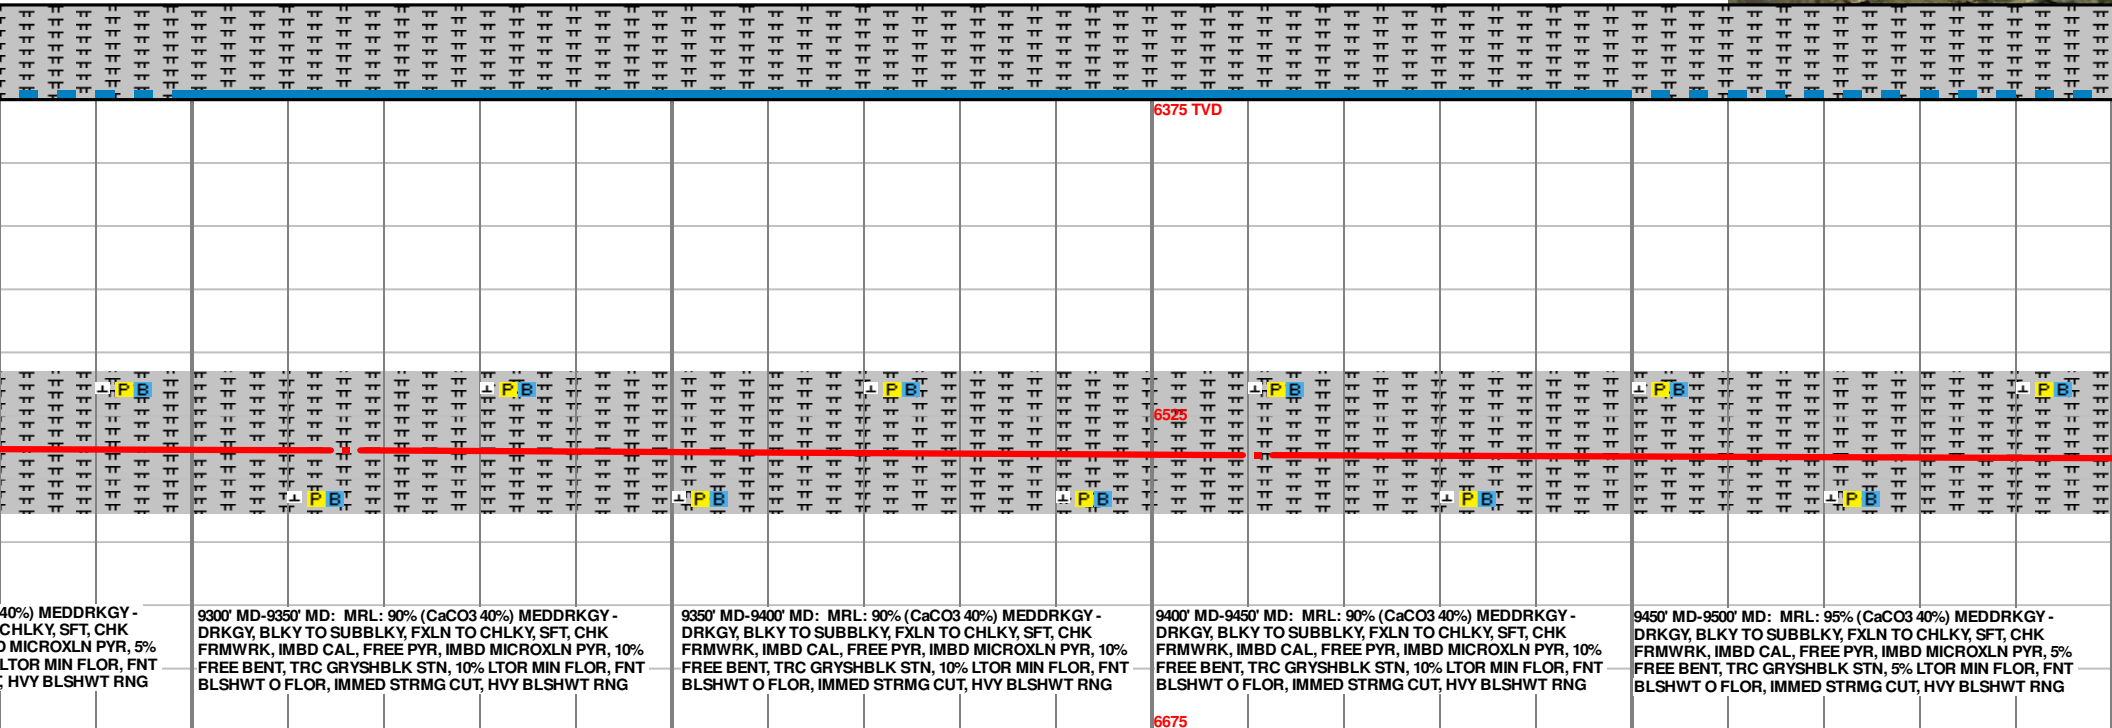 6375 TVD
P B
P B
P B
P B
P B
P B
6525
P B
P B
P B
P B
P B
40%) MEDDRKGY -
CHLKY, SFT, CHK
D MICROXLN PYR, 5%
LTOR MIN FLOR, FNT
, HVY BLSHWT RNG
9300' MD-9350' MD: MRL: 90% (CaCO3 40%) MEDDRKGY -
DRKGY, BLKY TO SUBBLKY, FXLN TO CHLKY, SFT, CHK
FRMWRK, IMBD CAL, FREE PYR, IMBD MICROXLN PYR, 10%
FREE BENT, TRC GRYSHBLK STN, 10% LTOR MIN FLOR, FNT
BLSHWT O FLOR, IMMED STRMG CUT, HVY BLSHWT RNG
9350' MD-9400' MD: MRL: 90% (CaCO3 40%) MEDDRKGY -
DRKGY, BLKY TO SUBBLKY, FXLN TO CHLKY, SFT, CHK
FRMWRK, IMBD CAL, FREE PYR, IMBD MICROXLN PYR, 10%
FREE BENT, TRC GRYSHBLK STN, 10% LTOR MIN FLOR, FNT
BLSHWT O FLOR, IMMED STRMG CUT, HVY BLSHWT RNG
9400' MD-9450' MD: MRL: 90% (CaCO3 40%) MEDDRKGY -
DRKGY, BLKY TO SUBBLKY, FXLN TO CHLKY, SFT, CHK
FRMWRK, IMBD CAL, FREE PYR, IMBD MICROXLN PYR, 10%
FREE BENT, TRC GRYSHBLK STN, 10% LTOR MIN FLOR, FNT
BLSHWT O FLOR, IMMED STRMG CUT, HVY BLSHWT RNG
9450' MD-9500' MD: MRL: 95% (CaCO3 40%) MEDDRKGY -
DRKGY, BLKY TO SUBBLKY, FXLN TO CHLKY, SFT, CHK
FRMWRK, IMBD CAL, FREE PYR, IMBD MICROXLN PYR, 5%
FREE BENT, TRC GRYSHBLK STN, 5% LTOR MIN FLOR, FNT
BLSHWT O FLOR, IMMED STRMG CUT, HVY BLSHWT RNG
6675